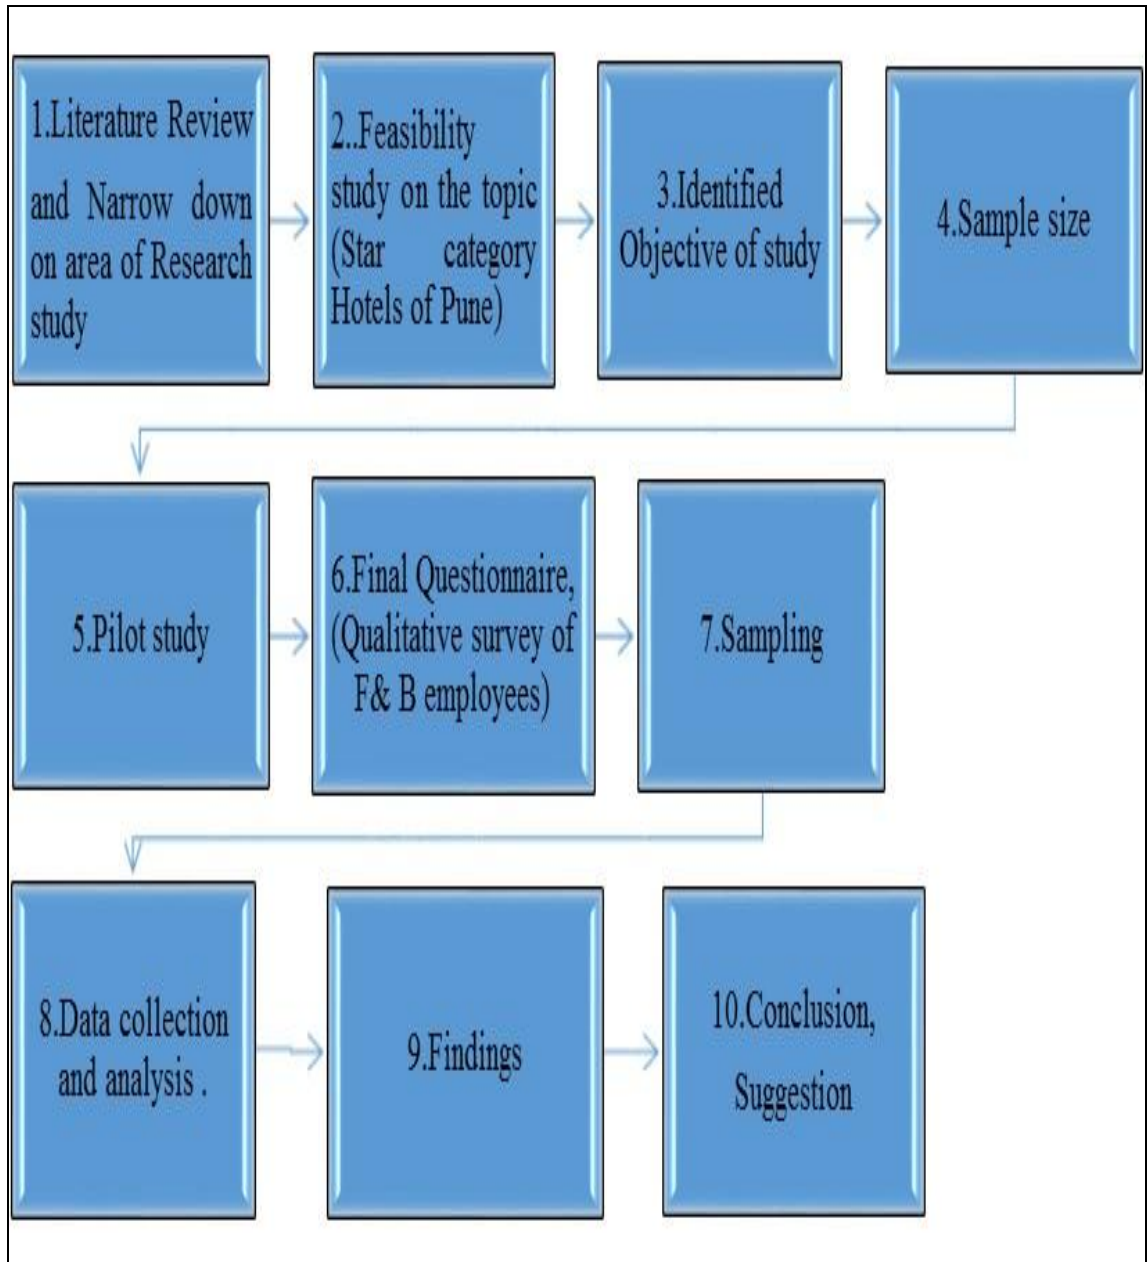 1.Literature Review
and Narrow down
on area of Research
study
2..Feasibility
study on the topic
(Star category
Hotels of Pune)
3.Identified
Objective of study
4.Sample size
5.Pilot study
6.Final Questionnaire,
(Qualitative survey of
F& B employees)
7.Sampling
8.Data collection
and analysis .
9.Findings
10.Conclusion,
Suggestion